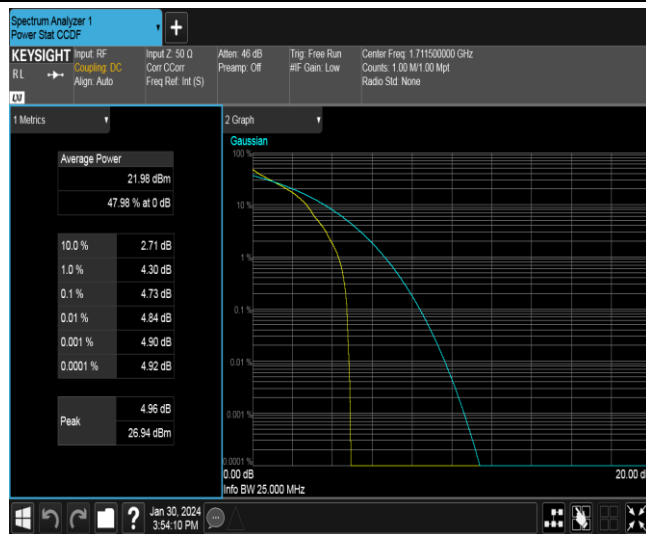 Spectrum Analyzer 1
Power Stat CCDF
KEYSIGHT
RL
Input: RF
Coupling: DC
Align: Auto
Input Z: 50 Ω
Corr CCorr
Freq Ref: Int (S)
Atten: 46 dB
Preamp: Off
Trig: Free Run
#IF Gain: Low
Center Freq: 1.711500000 GHz
Counts: 1.00 M/1.00 Mpt
Radio Std: None
LXI
1 Metrics
Average Power
21.98 dBm
47.98 % at 0 dB
10.0 % 2.71 dB
1.0 % 4.30 dB
0.1 % 4.73 dB
0.01 % 4.84 dB
0.001 % 4.90 dB
0.0001 % 4.92 dB
Peak
4.96 dB
26.94 dBm
2 Graph
Gaussian
100 %
10 %
1 %
0.1 %
0.01 %
0.001 %
0.0001 %
0.00 dB
20.00 d
Info BW 25.000 MHz
?
Jan 30, 2024
3:54:10 PM